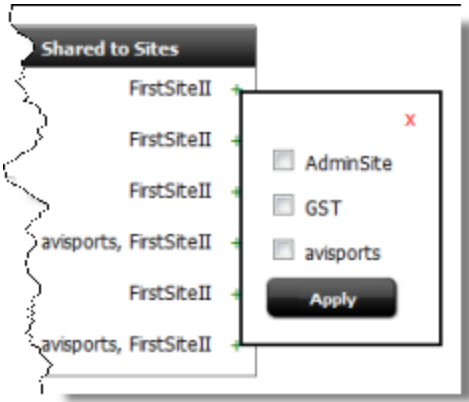 Shared to Sites
FirstSiteII +
FirstSiteII +
FirstSiteII +
avisports, FirstSiteII +
FirstSiteII +
avisports, FirstSiteII +
x
AdminSite
GST
avisports
Apply